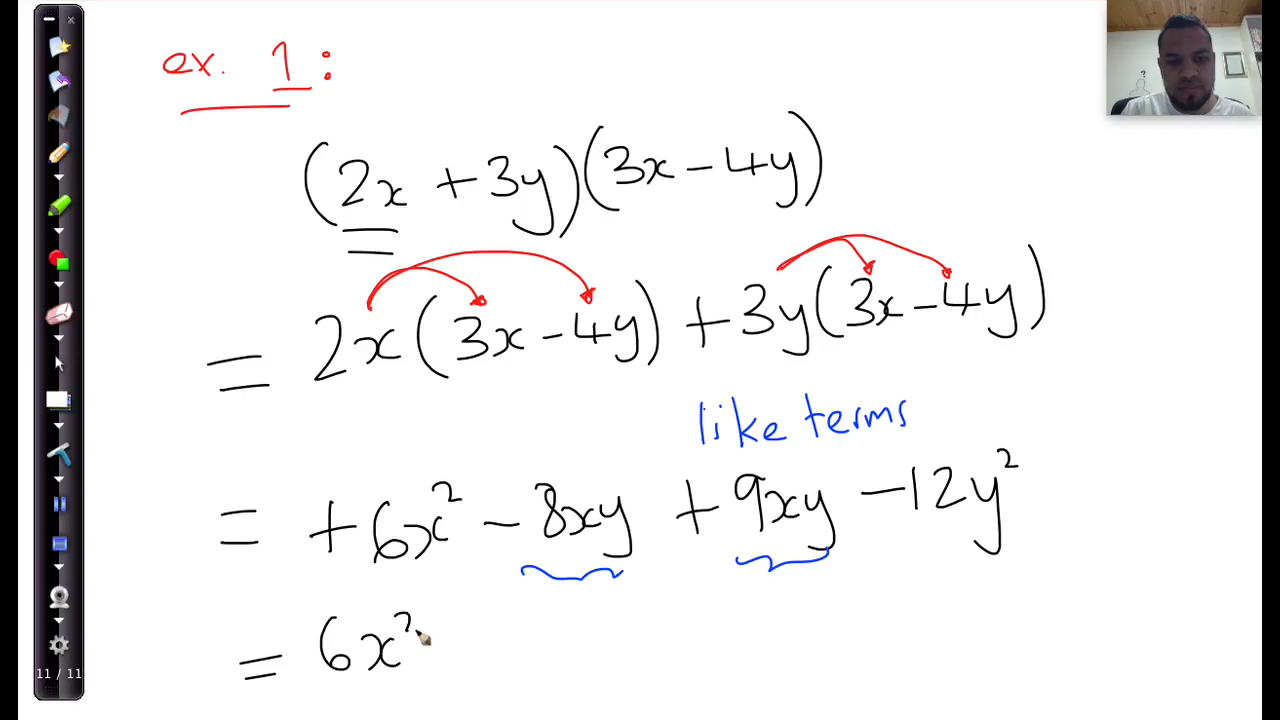 ex. 1:
(2x + 3y)(3x - 4y)
= 2x(3x - 4y) + 3y(3x - 4y)
like terms
= + 6x² - 8xy + 9xy - 12y²
= 6x²
11 / 11